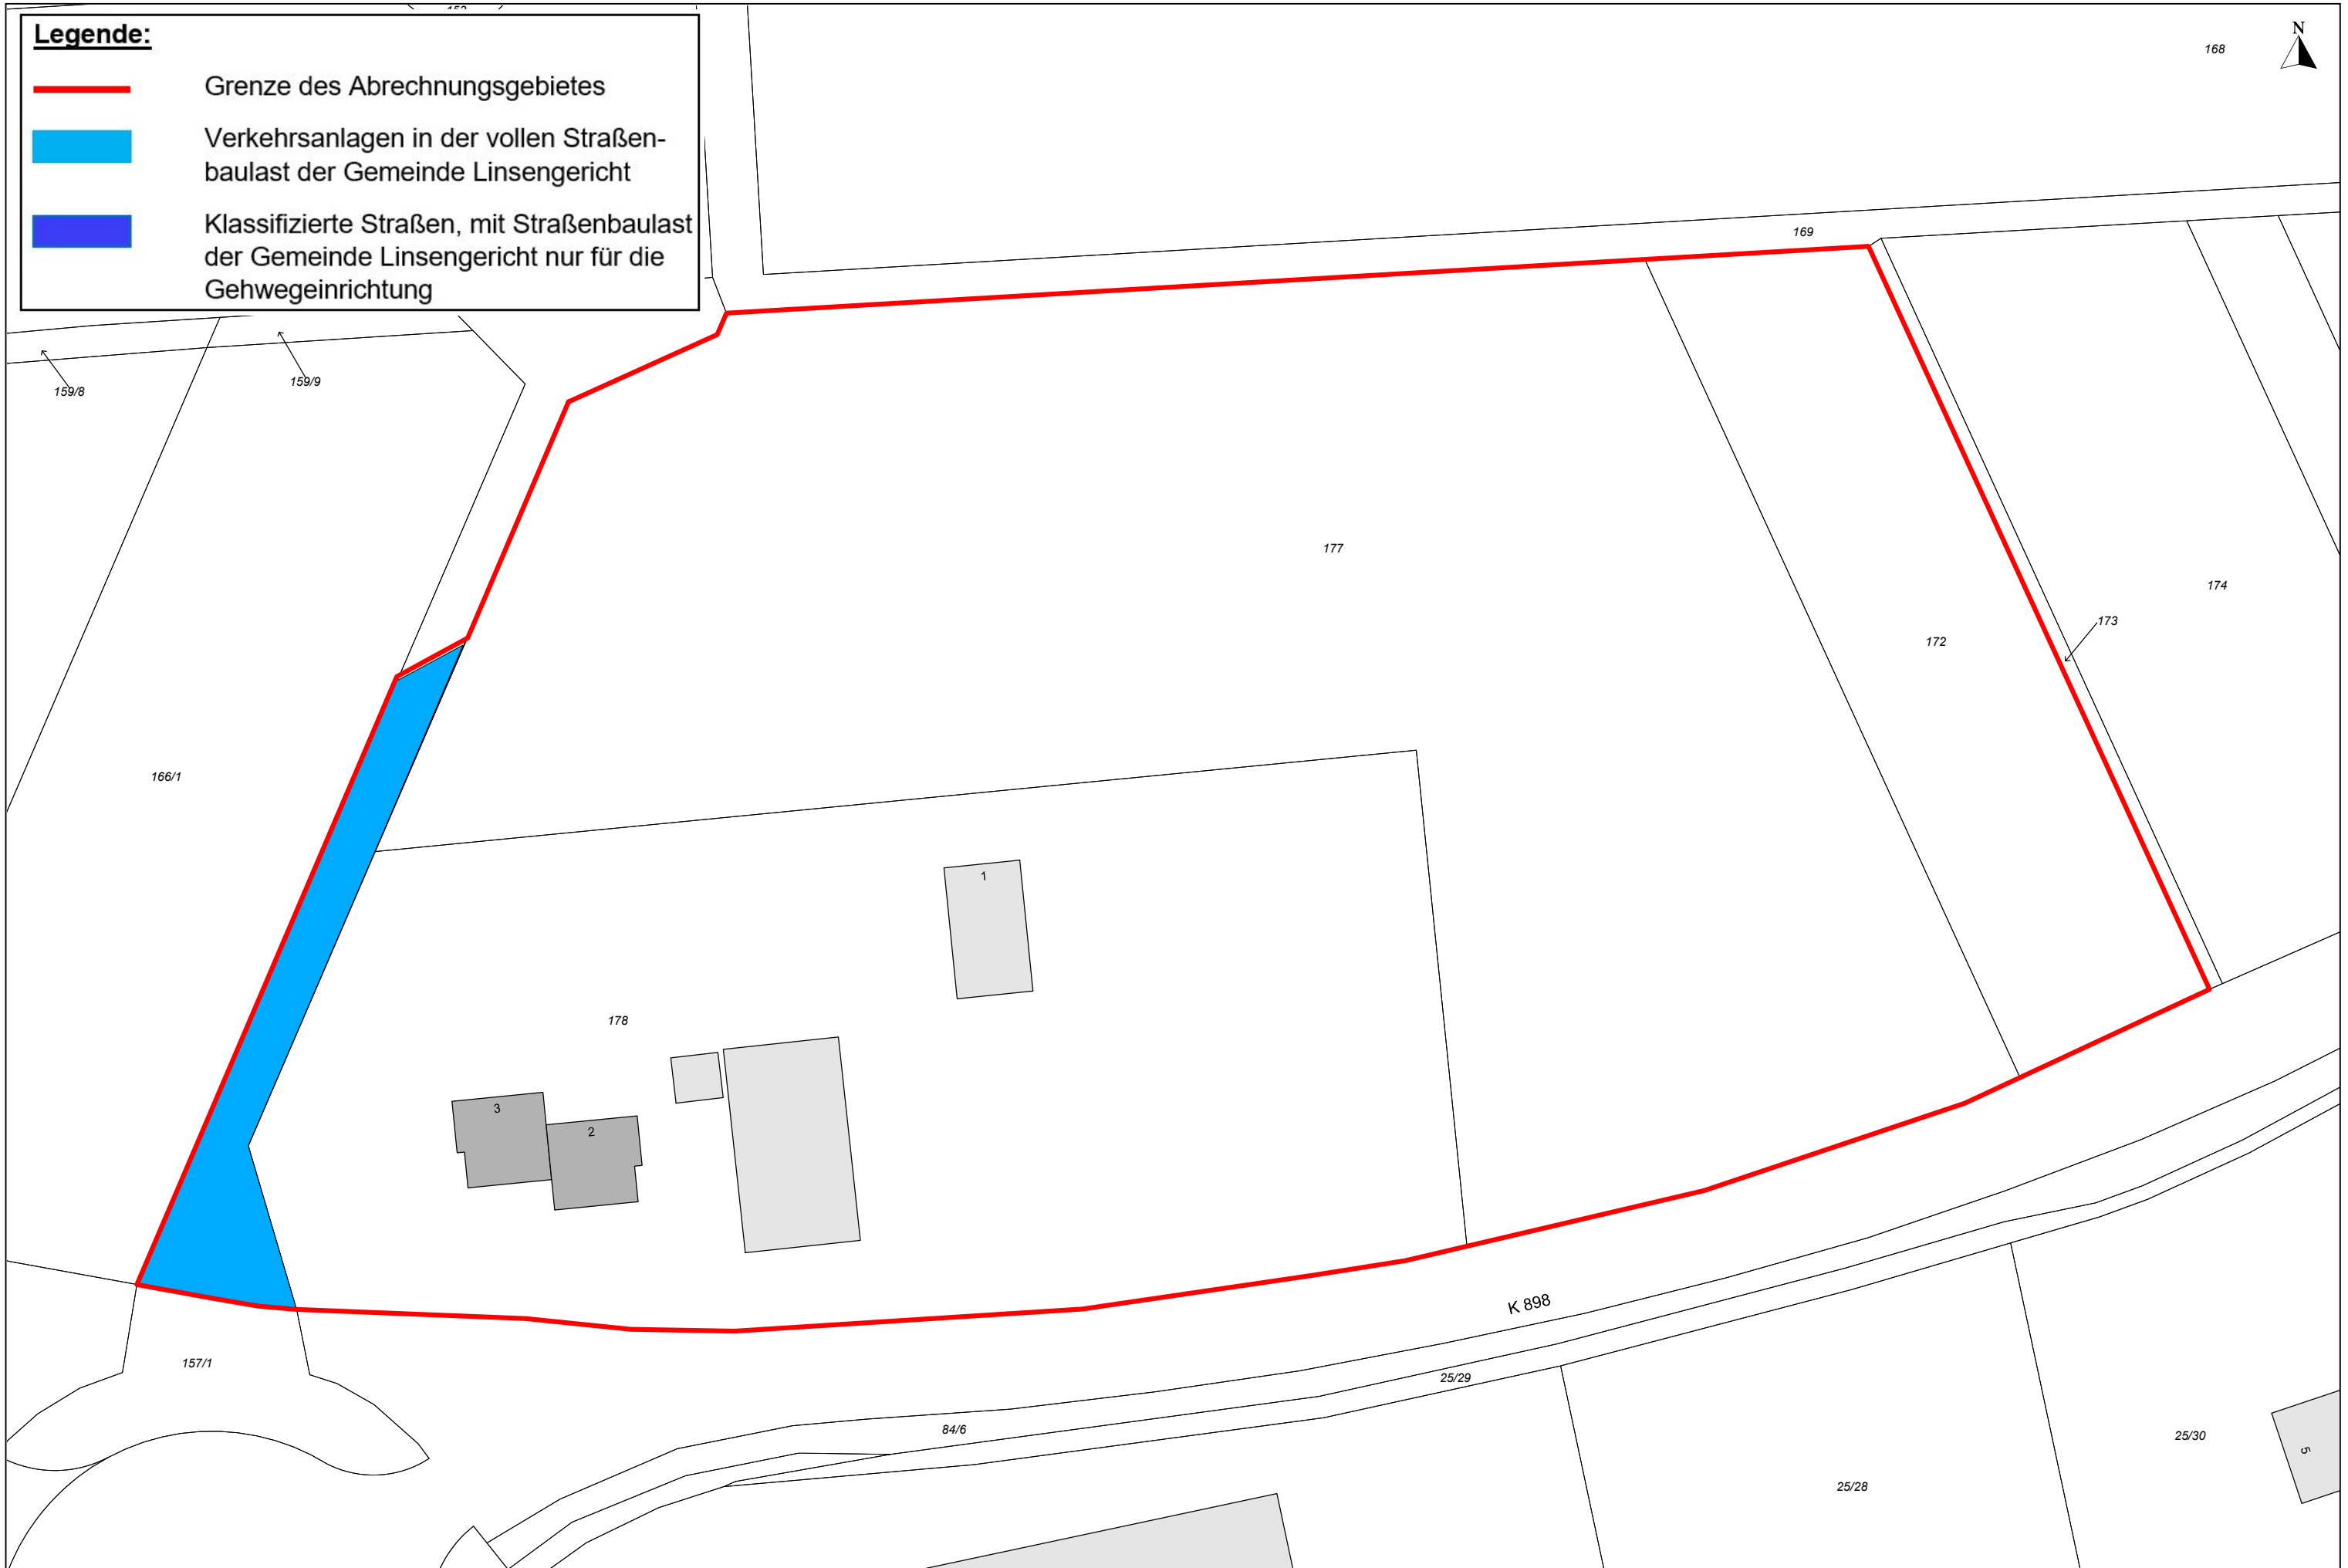 Legende:
Grenze des Abrechnungsgebietes
Verkehrsanlagen in der vollen Straßen-
baulast der Gemeinde Linsengericht
Klassifizierte Straßen, mit Straßenbaulast
der Gemeinde Linsengericht nur für die
Gehwegeinrichtung
N
168
169
159/8
159/9
177
174
173
172
166/1
1
178
3
2
K 898
157/1
25/29
84/6
25/30
5
25/28